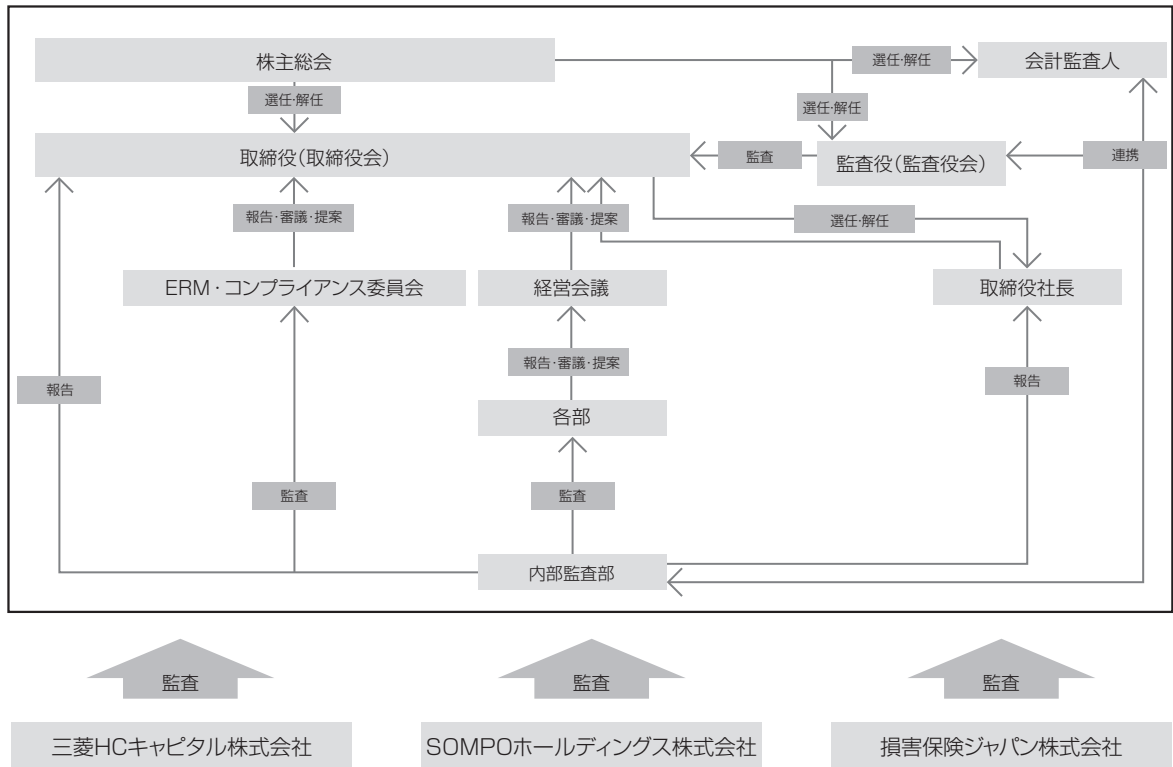 株主総会
選任・解任
会計監査人
選任・解任
選任・解任
取締役(取締役会)
監査
監査役(監査役会)
連携
報告・審議・提案
報告・審議・提案
選任・解任
ERM・コンプライアンス委員会
経営会議
取締役社長
報告・審議・提案
報告
報告
各部
監査
監査
内部監査部
監査
監査
監査
三菱HCキャピタル株式会社
SOMPOホールディングス株式会社
損害保険ジャパン株式会社